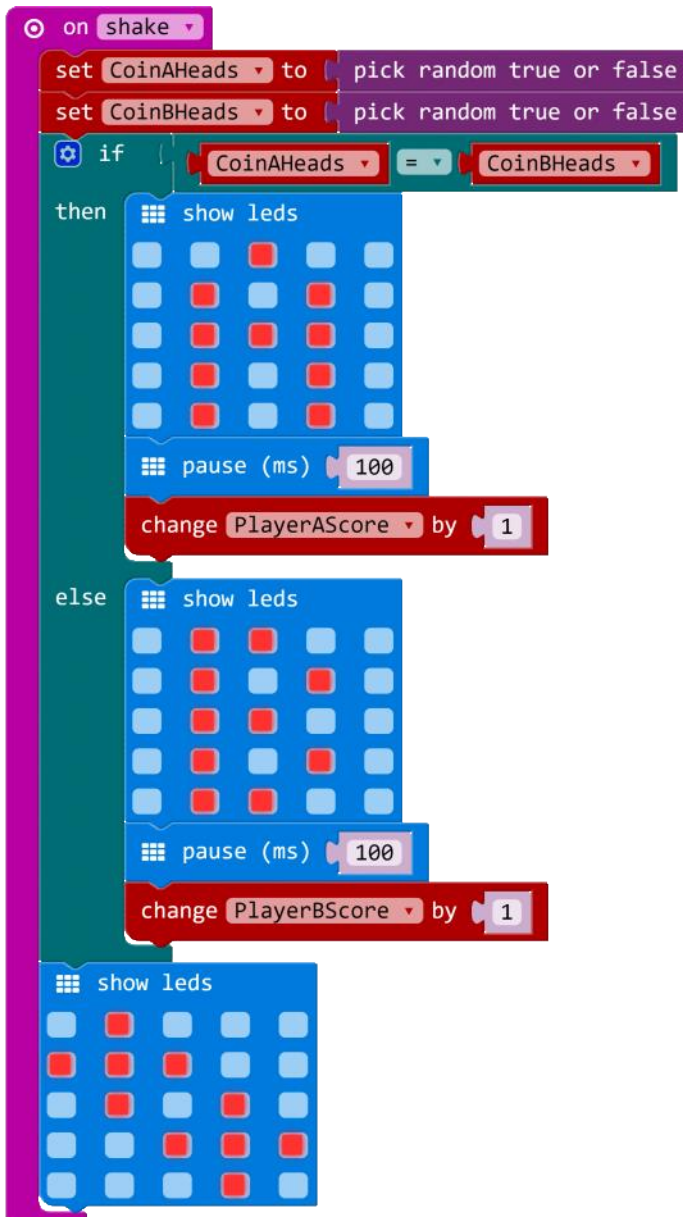 on shake
set CoinAHeads to pick random true or false
set CoinBHeads to pick random true or false
if CoinAHeads = CoinBHeads
then show leds
pause (ms) 100
change PlayerAScore by 1
else show leds
pause (ms) 100
change PlayerBScore by 1
show leds